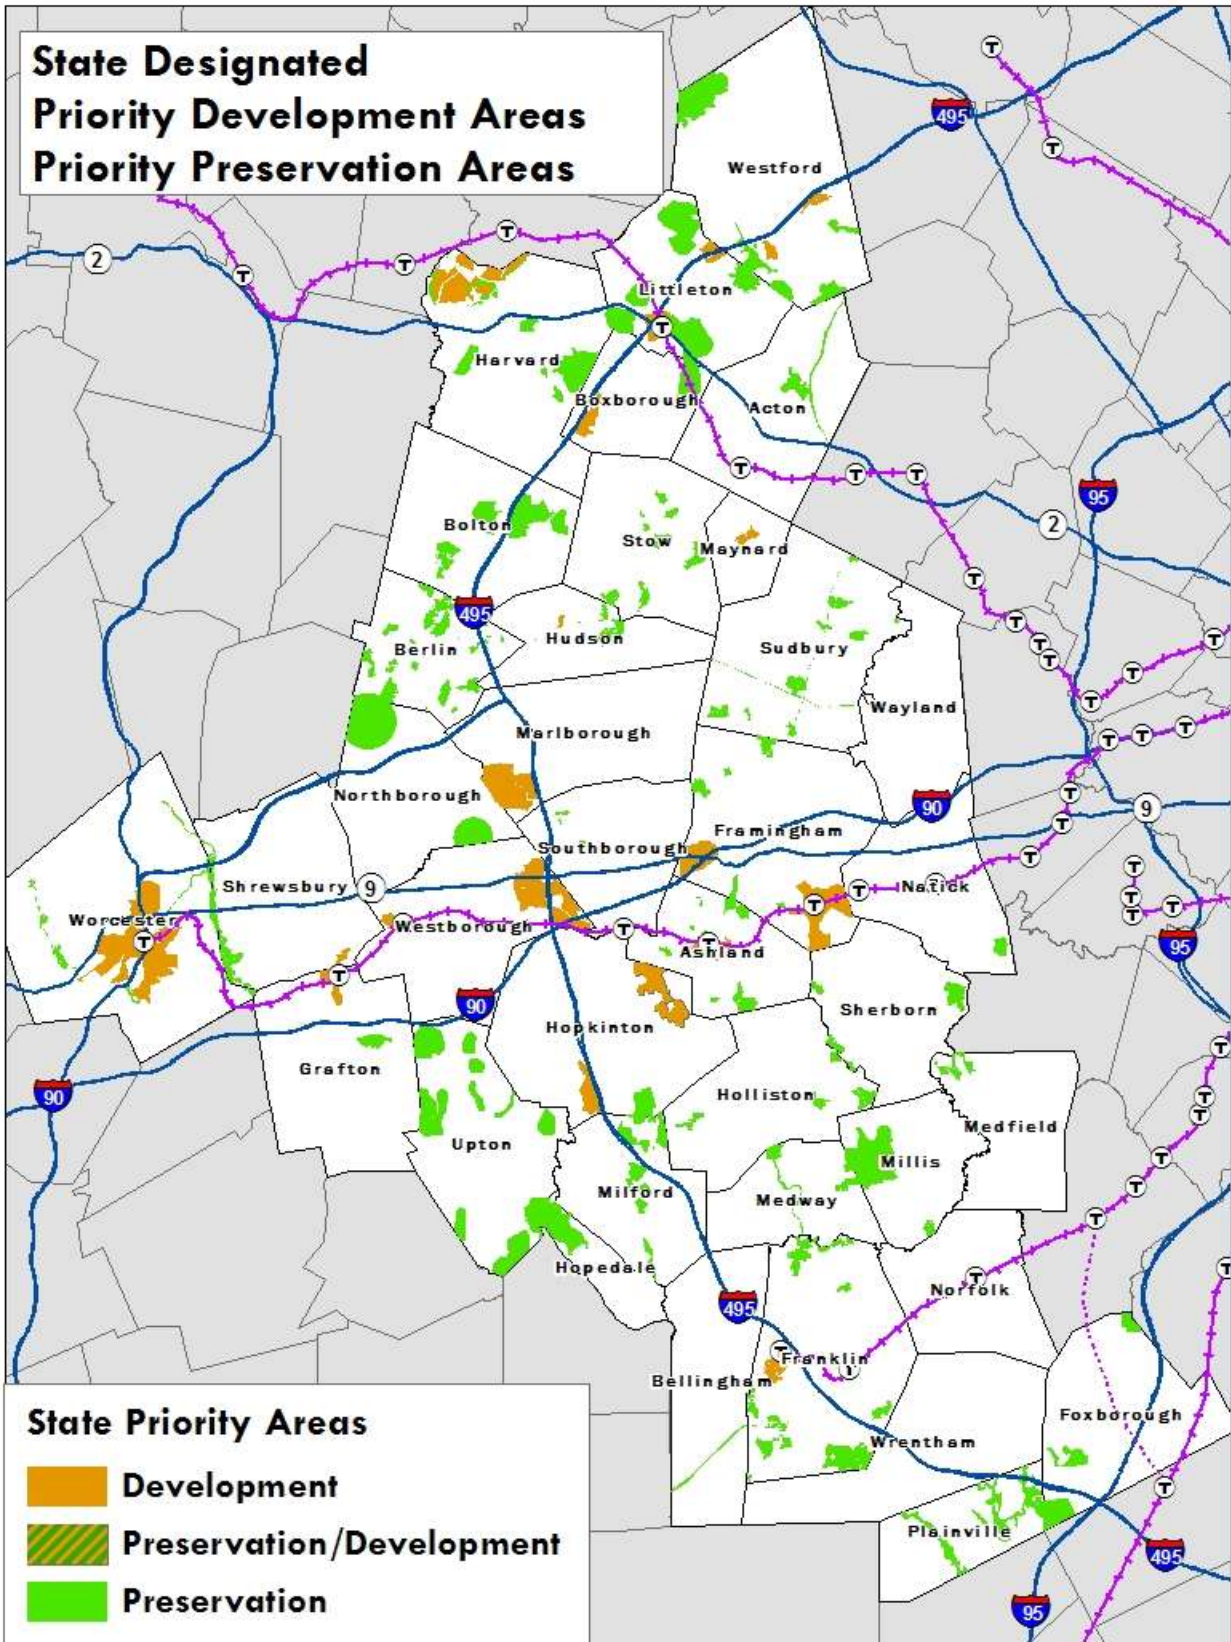 State Designated
Priority Development Areas
Priority Preservation Areas
T
495
T
Westford
2
T
T
T
Littleton
T
Harvard
Boxborough
Acton
T
T
T
95
2
Bolton
Stow
Maynard
T
495
Hudson
Berlin
Sudbury
T
T
T
T
T
T
Wayland
Marlborough
T
T
T
Northborough
T
90
9
Framingham
T
Southborough
T
T
Shrewsbury
9
T
Natick
T
T
T
T
T
Worcester
T
T
Westborough
T
T
Ashland
95
T
90
Hopkinton
Sherborn
Grafton
T
90
Holliston
T
T
Upton
Medfield
Millis
T
Milford
Medway
T
T
Hopedale
T
T
Norfolk
495
T
Franklin
T
Bellingham
State Priority Areas
Foxborough
Wrentham
Development
T
Plainville
Preservation/Development
495
Preservation
95